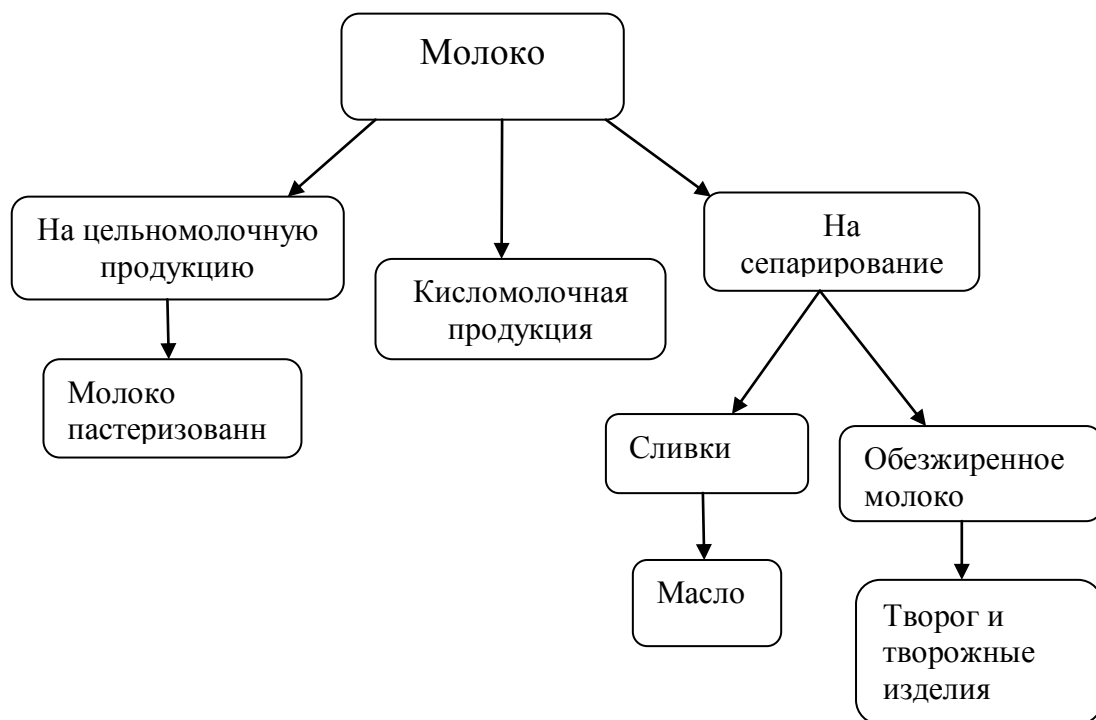 Молоко
На цельномолочную
продукцию
Кисломолочная
продукция
На
сепарирование
Молоко
пастеризованн
Сливки
Обезжиренное
молоко
Масло
Творог и
творожные
изделия